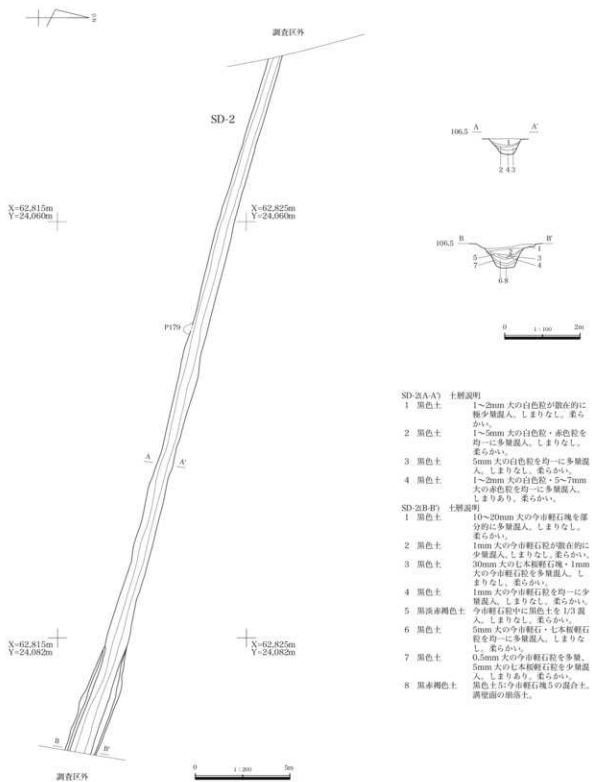 調査区外
SD-2
106.5 A A'
2 4 3
X=62,815m
Y=24,060m
X=62,825m
Y=24,060m
106.5 B B'
1
5 3
7 4
6 8
P179
0 1:100 2m
A A'
SD-2(A-A') 土層説明
1 黒色土 1〜2mm 大の白色粒が散在的に
極少量混入。しまりなし。柔ら
かい。
2 黒色土 1〜5mm 大の白色粒・赤色粒を
均一に多量混入。しまりなし。
柔らかい。
3 黒色土 5mm 大の白色粒を均一に多量混
入。しまりなし。柔らかい。
4 黒色土 1〜2mm 大の白色粒・5〜7mm
大の赤色粒を均一に多量混入。
しまりあり。柔らかい。
SD-2(B-B') 土層説明
1 黒色土 10〜20mm 大の今市軽石塊を部
分的に多量混入。しまりなし。
柔らかい。
2 黒色土 1mm 大の今市軽石粒が散在的に
少量混入。しまりなし。柔らかい。
3 黒色土 30mm 大の七本桜軽石塊・1mm
大の今市軽石粒を多量混入。し
まりなし。柔らかい。
4 黒色土 1mm 大の今市軽石粒を均一に少
量混入。しまりなし。柔らかい。
5 黒淡赤褐色土 今市軽石粒中に黒色土を 1/3 混
入。しまりなし。柔らかい。
6 黒色土 5mm 大の今市軽石・七本桜軽石
粒を均一に多量混入。しまりな
し。柔らかい。
7 黒色土 0.5mm 大の今市軽石粒を多量、
5mm 大の七本桜軽石粒を少量混
入。しまりあり。柔らかい。
8 黒赤褐色土 黒色土 5:今市軽石塊 5 の混合土。
溝壁面の崩落土。
X=62,815m
Y=24,082m
X=62,825m
Y=24,082m
B B'
調査区外
0 1:200 5m